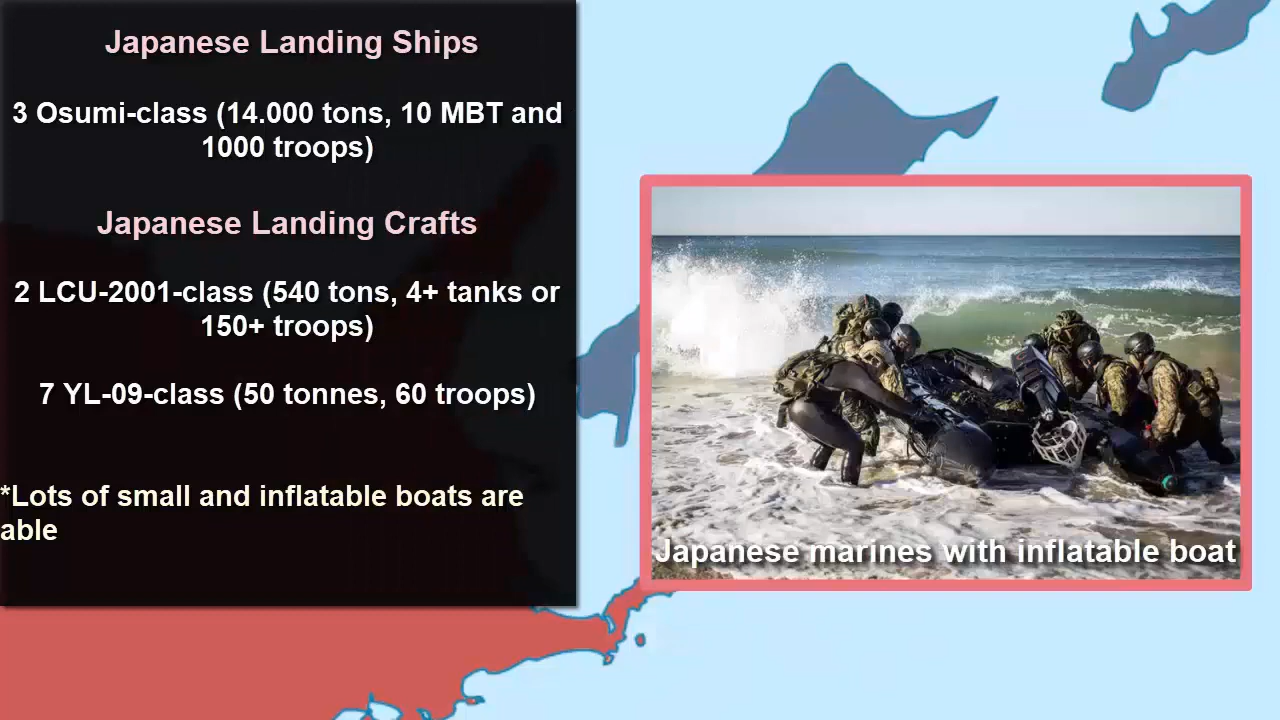 Japanese Landing Ships
3 Osumi-class (14.000 tons, 10 MBT and
1000 troops)
Japanese Landing Crafts
2 LCU-2001-class (540 tons, 4+ tanks or
150+ troops)
7 YL-09-class (50 tonnes, 60 troops)
*Lots of small and inflatable boats are
able
Japanese marines with inflatable boat